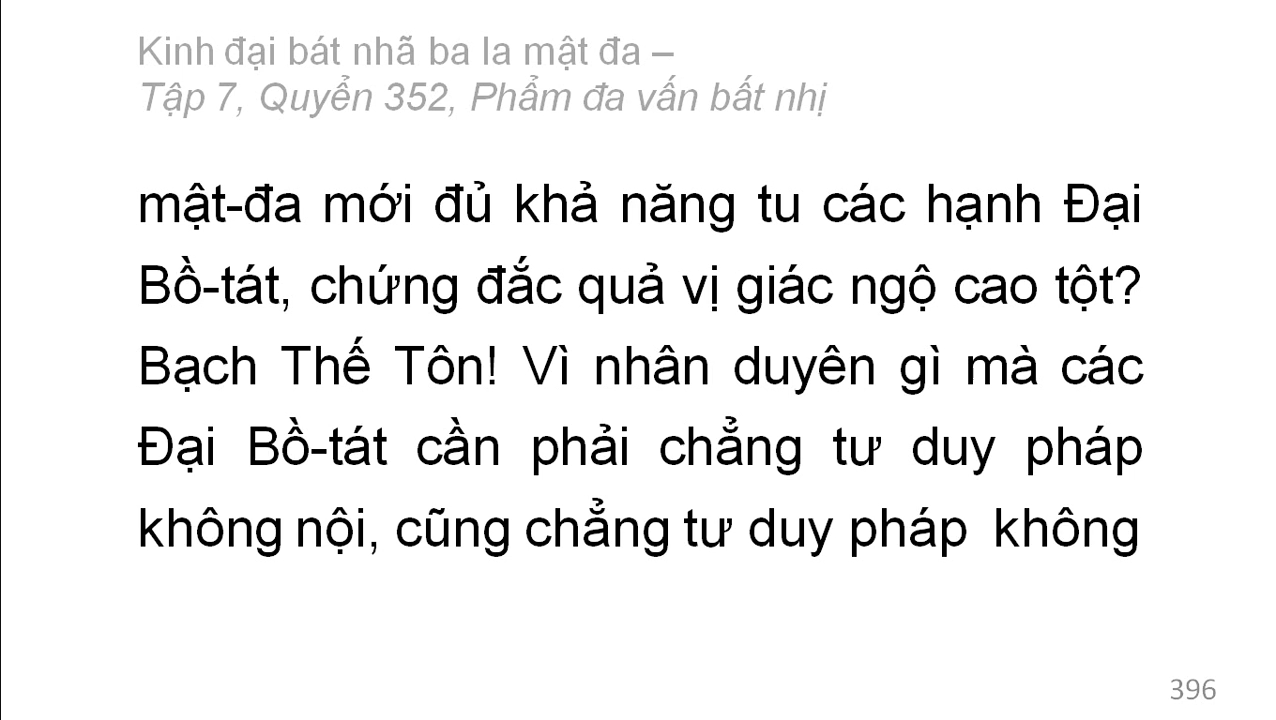 Kinh đại bát nhã ba la mật đa –
Tập 7, Quyển 352, Phẩm đa vấn bất nhị
mật-đa mới đủ khả năng tu các hạnh Đại
Bồ-tát, chứng đắc quả vị giác ngộ cao tột?
Bạch Thế Tôn! Vì nhân duyên gì mà các
Đại Bồ-tát cần phải chẳng tư duy pháp
không nội, cũng chẳng tư duy pháp không
396